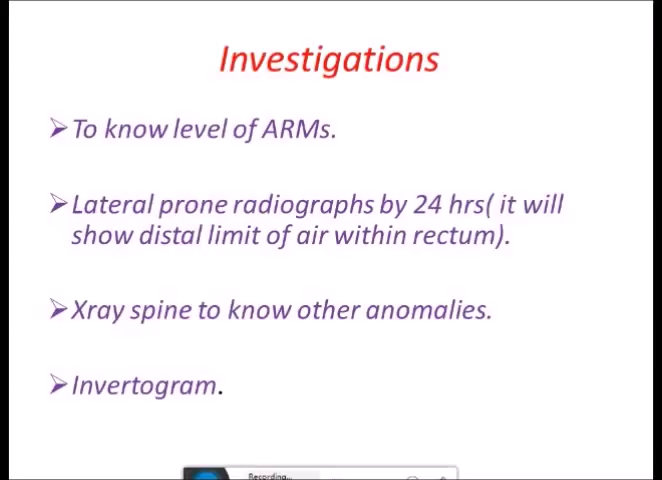 Investigations
To know level of ARMs.
Lateral prone radiographs by 24 hrs( it will
show distal limit of air within rectum).
Xray spine to know other anomalies.
Invertogram.
Recording...